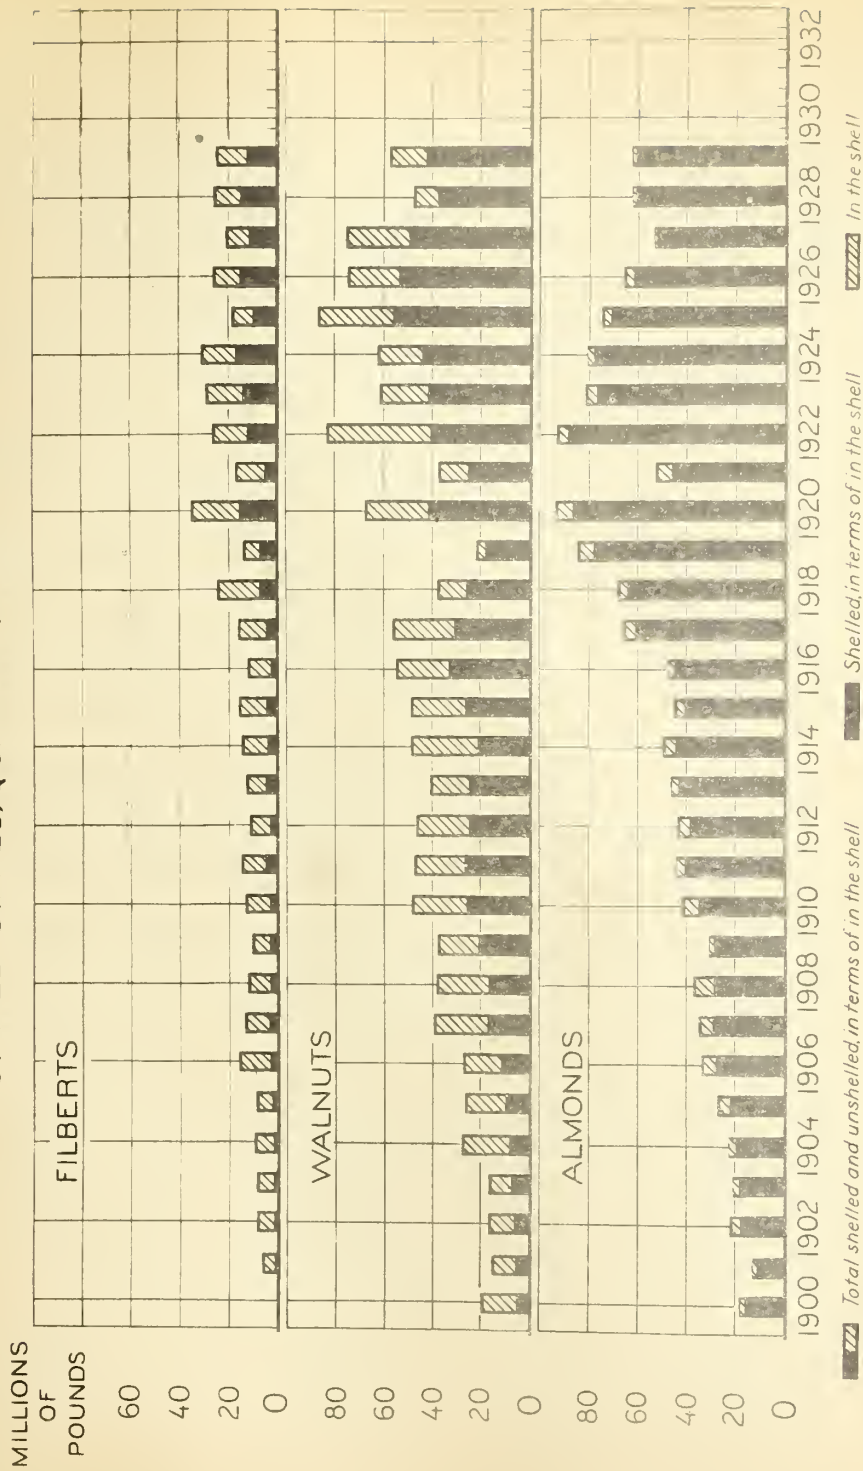 MILLIONS
OF
POUNDS
FILBERTS
60
40
20
0
WALNUTS
80
60
40
20
0
ALMONDS
80
60
40
20
0
1900 1902 1904 1906 1908 1910 1912 1914 1916 1918 1920 1922 1924 1926 1928 1930 1932
Total shelled and unshelled, in terms of in the shell Shelled, in terms of in the shell In the shell